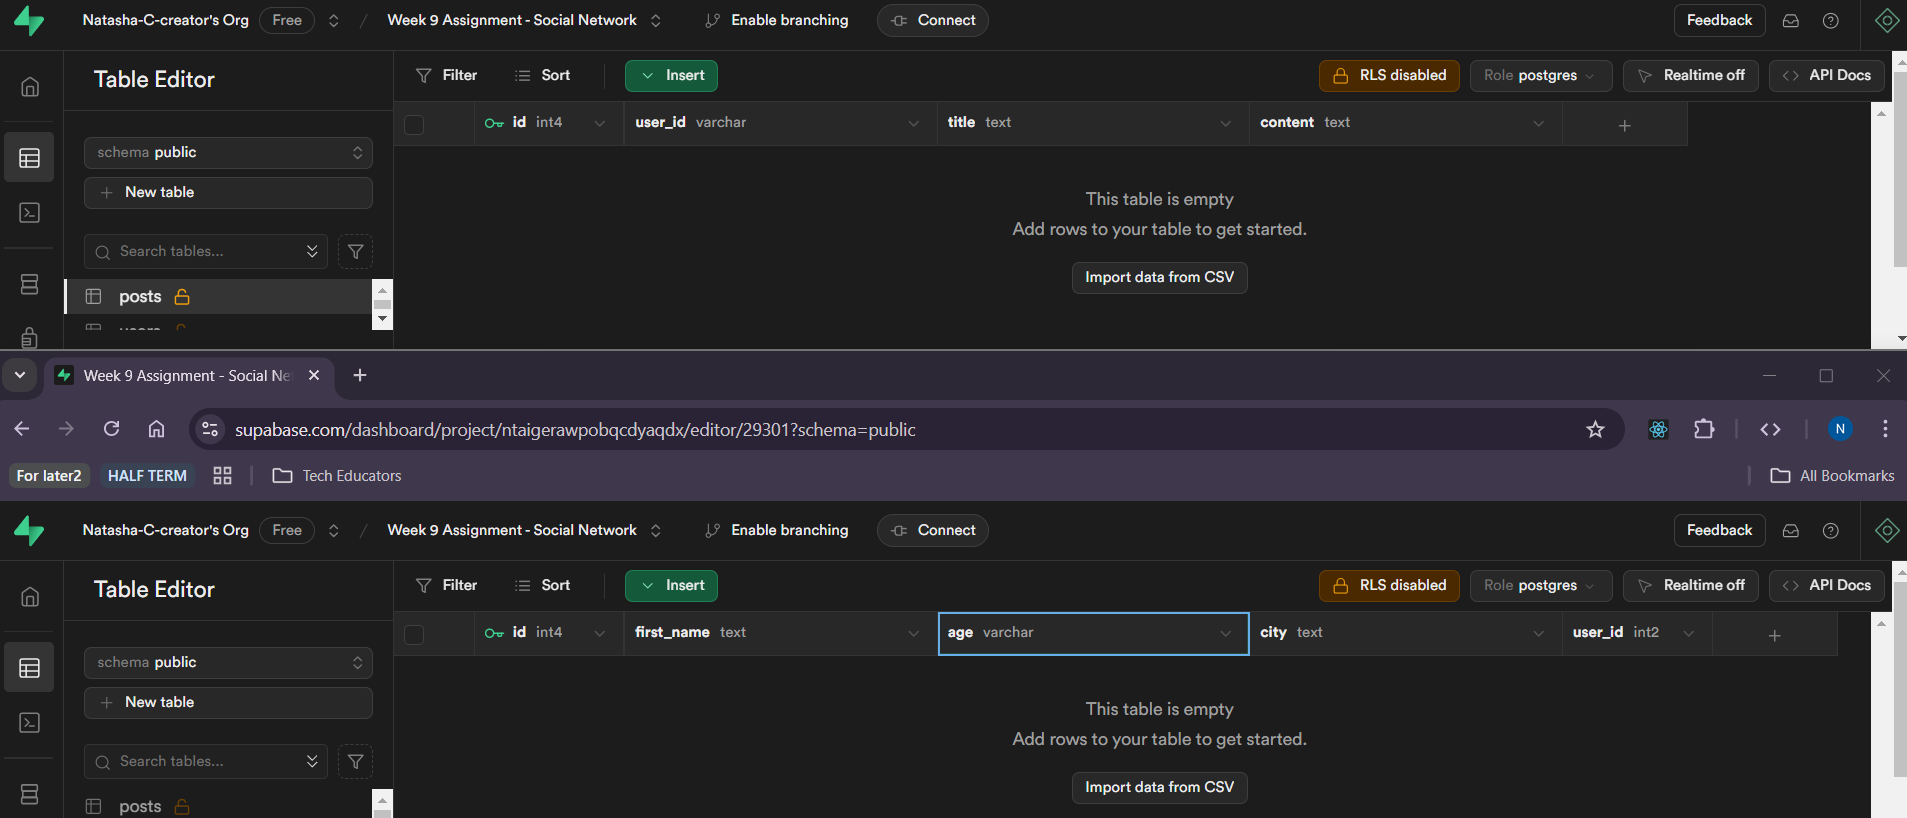 Natasha-C-creator's Org Free / Week 9 Assignment - Social Network Enable branching Connect Feedback
Table Editor Filter Sort Insert RLS disabled Role postgres Realtime off API Docs
id int4 user_id varchar title text content text +
schema public
+ New table
This table is empty
Add rows to your table to get started.
Search tables...
Import data from CSV
posts
users
Week 9 Assignment - Social Ne
supabase.com/dashboard/project/ntaigerawpobqcdyaqdx/editor/29301?schema=public N
For later2 HALF TERM Tech Educators All Bookmarks
Natasha-C-creator's Org Free / Week 9 Assignment - Social Network Enable branching Connect Feedback
Table Editor Filter Sort Insert RLS disabled Role postgres Realtime off API Docs
id int4 first_name text age varchar city text user_id int2 +
schema public
+ New table
This table is empty
Add rows to your table to get started.
Search tables...
Import data from CSV
posts